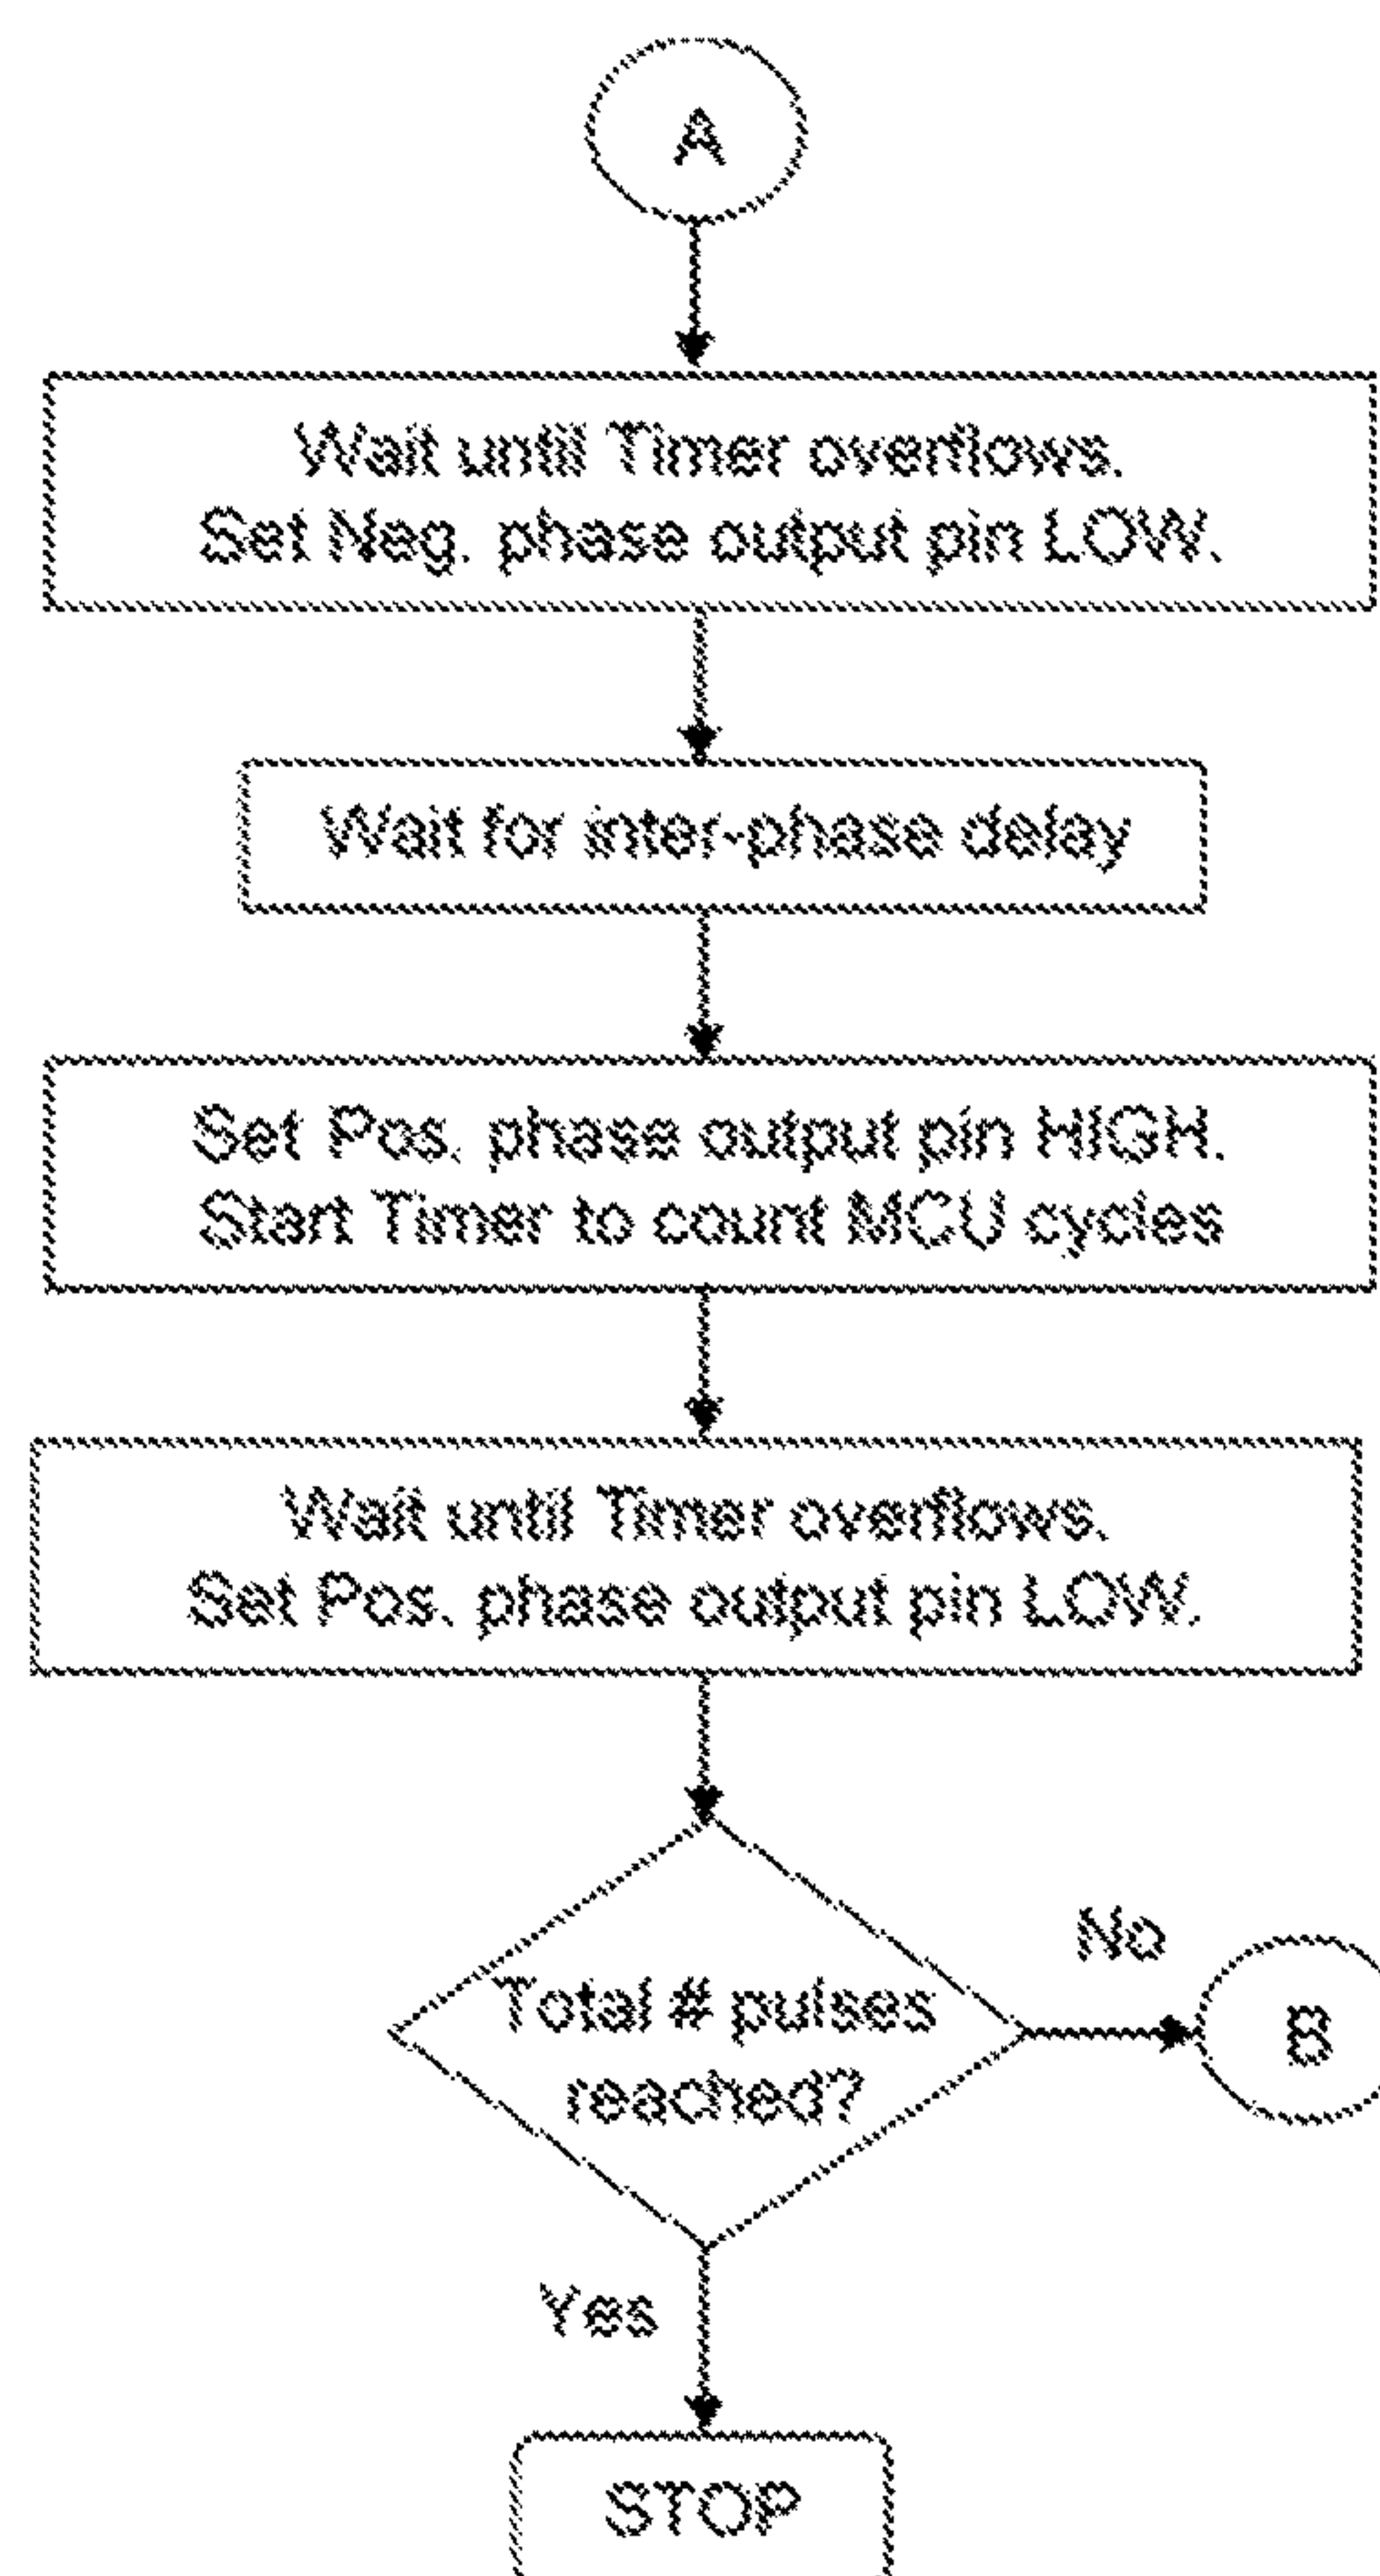 A
Wait until Timer overflows.
Set Neg. phase output pin LOW.
Wait for inter-phase delay
Set Pos. phase output pin HIGH.
Start Timer to count MCU cycles
Wait until Timer overflows.
Set Pos. phase output pin LOW.
Total # pulses
reached?
No
B
Yes
STOP